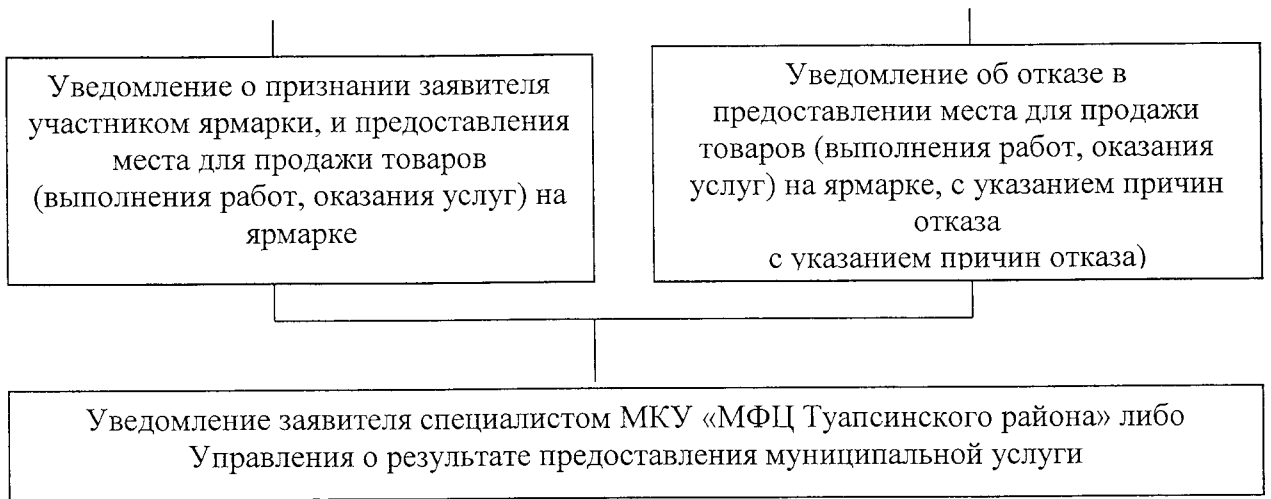 Уведомление о признании заявителя
участником ярмарки, и предоставления
места для продажи товаров
(выполнения работ, оказания услуг) на
ярмарке
Уведомление об отказе в
предоставлении места для продажи
товаров (выполнения работ, оказания
услуг) на ярмарке, с указанием причин
отказа
с указанием причин отказа)
Уведомление заявителя специалистом МКУ «МФЦ Туапсинского района» либо
Управления о результате предоставления муниципальной услуги